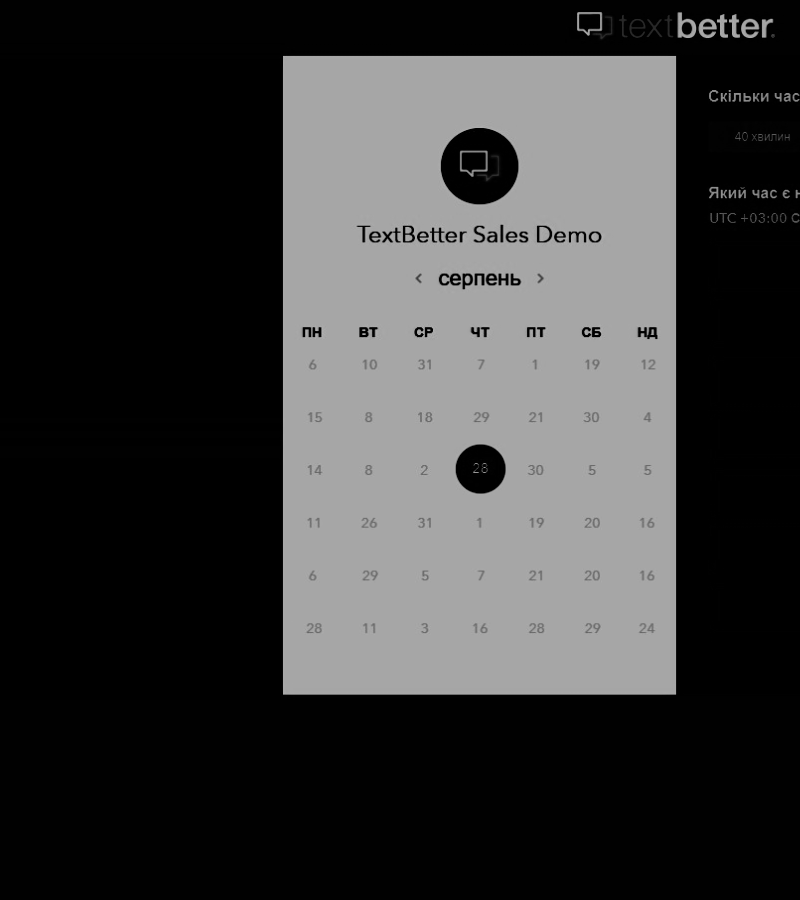 textbetter.
TextBetter Sales Demo
серпень
ПН ВТ СР ЧТ ПТ СБ НД
6 10 31 7 1 19 12
15 8 18 29 21 30 4
14 8 2 28 30 5 5
11 26 31 1 19 20 16
6 29 5 7 21 20 16
28 11 3 16 28 29 24
Скільки час
40 хвилин
Який час є н
UTC +03:00 С